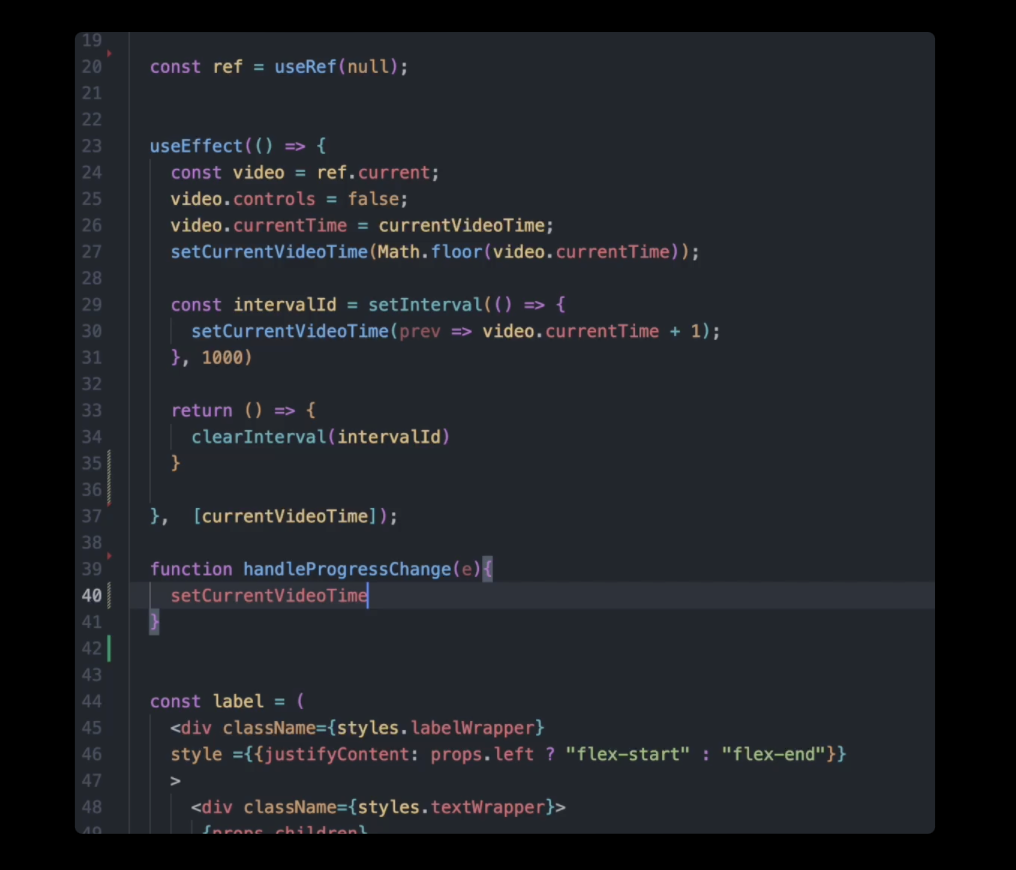 19
20 const ref = useRef(null);
21
22
23 useEffect(() => {
24 const video = ref.current;
25 video.controls = false;
26 video.currentTime = currentVideoTime;
27 setCurrentVideoTime(Math.floor(video.currentTime));
28
29 const intervalId = setInterval(() => {
30 setCurrentVideoTime(prev => video.currentTime + 1);
31 }, 1000)
32
33 return () => {
34 clearInterval(intervalId)
35 }
36
37 }, [currentVideoTime]);
38
39 function handleProgressChange(e){
40 setCurrentVideoTime
41 }
42
43
44 const label = (
45 <div className={styles.labelWrapper}
46 style ={{justifyContent: props.left ? "flex-start" : "flex-end"}}
47 >
48 <div className={styles.textWrapper}>
49 {props.children}